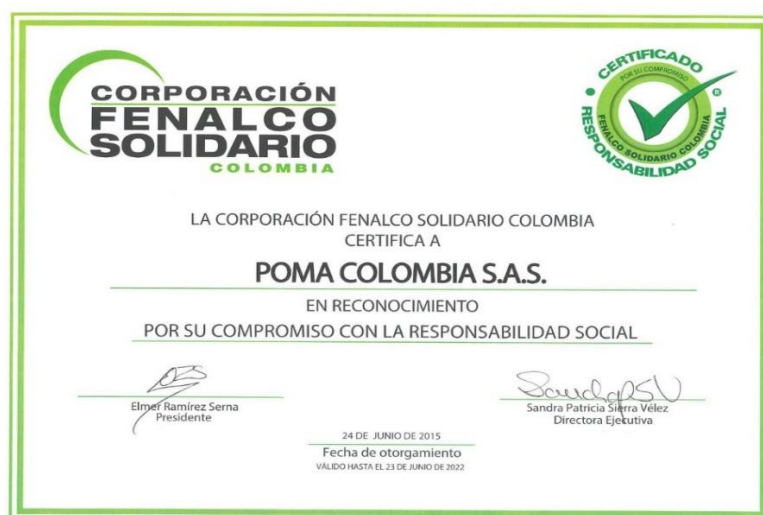 CORPORACIÓN
FENALCO
SOLIDARIO
COLOMBIA
CERTIFICADO
POR SU COMPROMISO
FENALCO SOLIDARIO COLOMBIA
RESPONSABILIDAD SOCIAL
®
LA CORPORACIÓN FENALCO SOLIDARIO COLOMBIA
CERTIFICA A
POMA COLOMBIA S.A.S.
EN RECONOCIMIENTO
POR SU COMPROMISO CON LA RESPONSABILIDAD SOCIAL
Elmer Ramírez Serna
Presidente
Sandra Patricia Sierra Vélez
Directora Ejecutiva
24 DE JUNIO DE 2015
Fecha de otorgamiento
VÁLIDO HASTA EL 23 DE JUNIO DE 2022